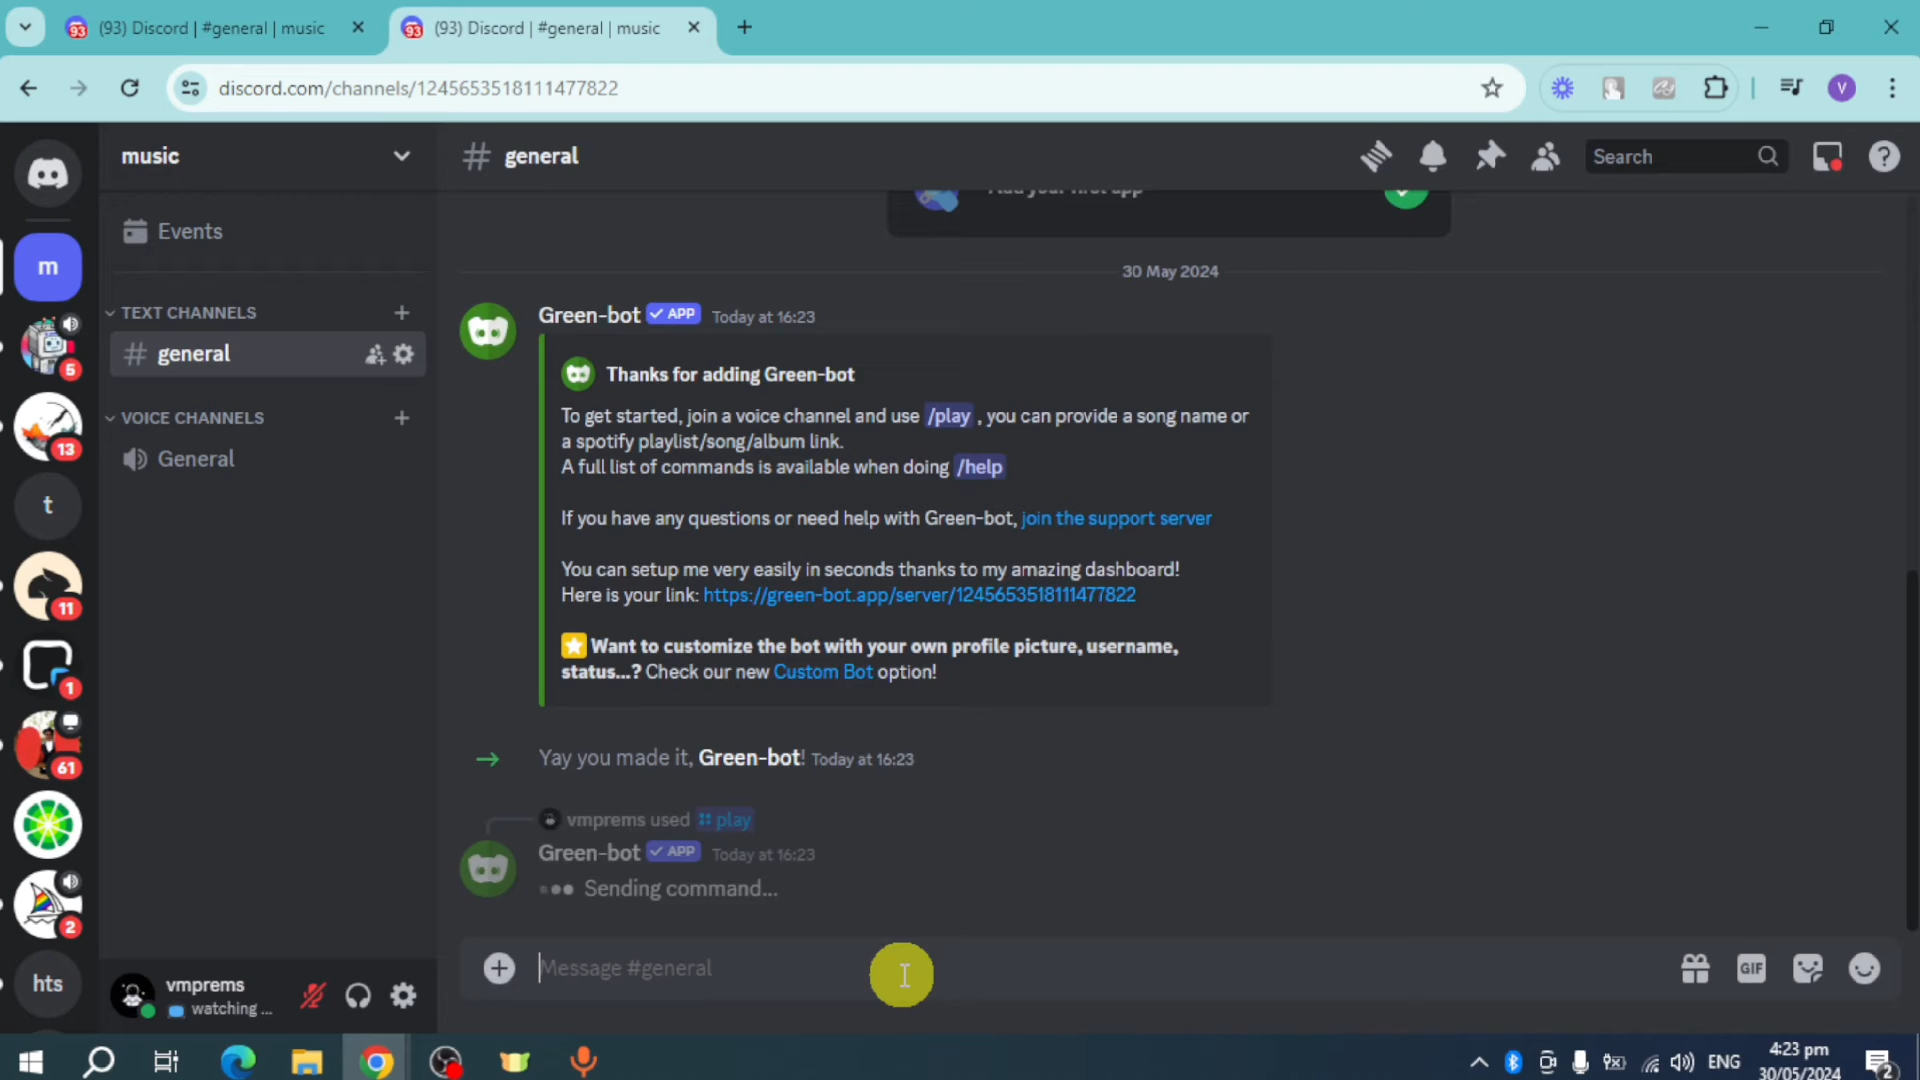 (93) Discord | #general | music
(93) Discord | #general | music
discord.com/channels/1245653518111477822
V
music
# general
Search
Events
m
TEXT CHANNELS
general
VOICE CHANNELS
General
5
13
t
11
1
61
2
hts
30 May 2024
Green-bot APP Today at 16:23
Thanks for adding Green-bot
To get started, join a voice channel and use /play , you can provide a song name or
a spotify playlist/song/album link.
A full list of commands is available when doing /help
If you have any questions or need help with Green-bot, join the support server
You can setup me very easily in seconds thanks to my amazing dashboard!
Here is your link: https://green-bot.app/server/1245653518111477822
Want to customize the bot with your own profile picture, username,
status...? Check our new Custom Bot option!
Yay you made it, Green-bot! Today at 16:23
vmprems used play
Green-bot APP Today at 16:23
Sending command...
Message #general
GIF
vmprems
watching ...
ENG
4:23 pm
30/05/2024
2